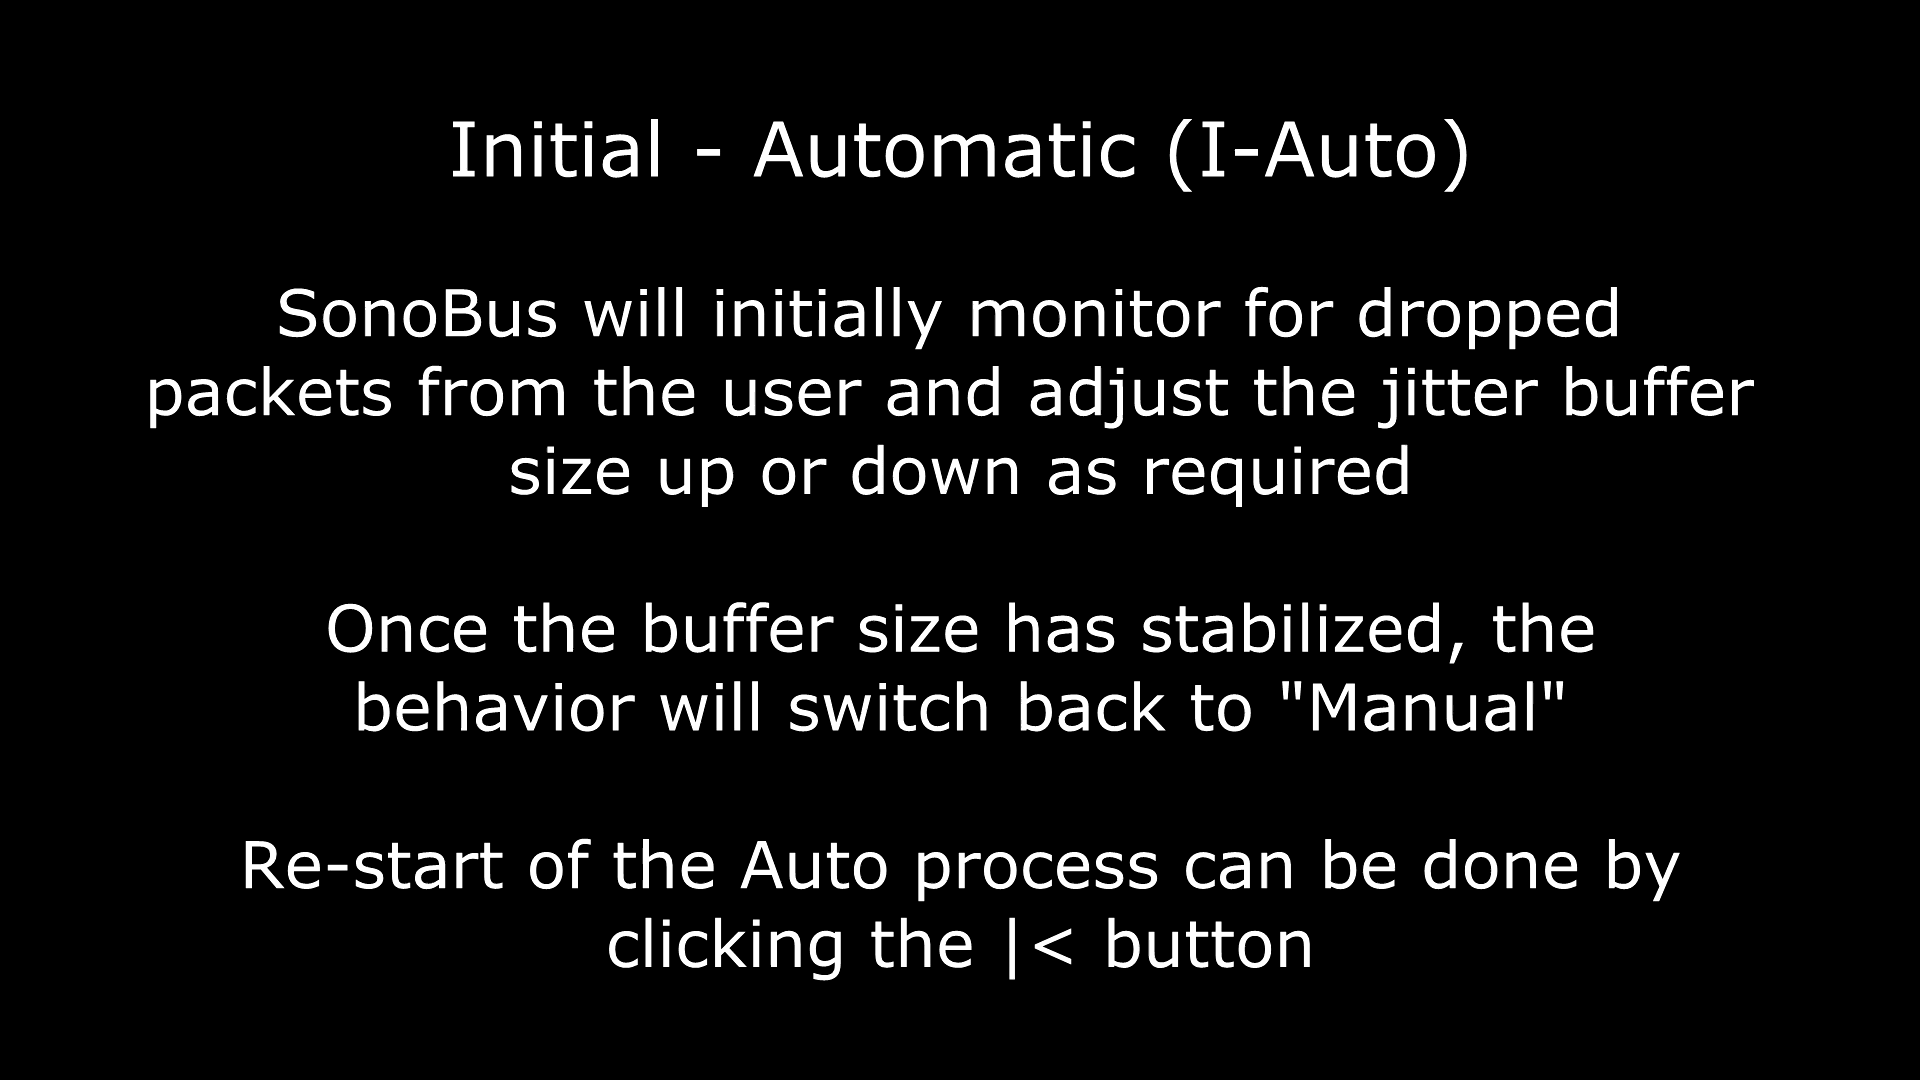 Initial - Automatic (I-Auto)
SonoBus will initially monitor for dropped
packets from the user and adjust the jitter buffer
size up or down as required
Once the buffer size has stabilized, the
behavior will switch back to "Manual"
Re-start of the Auto process can be done by
clicking the |< button